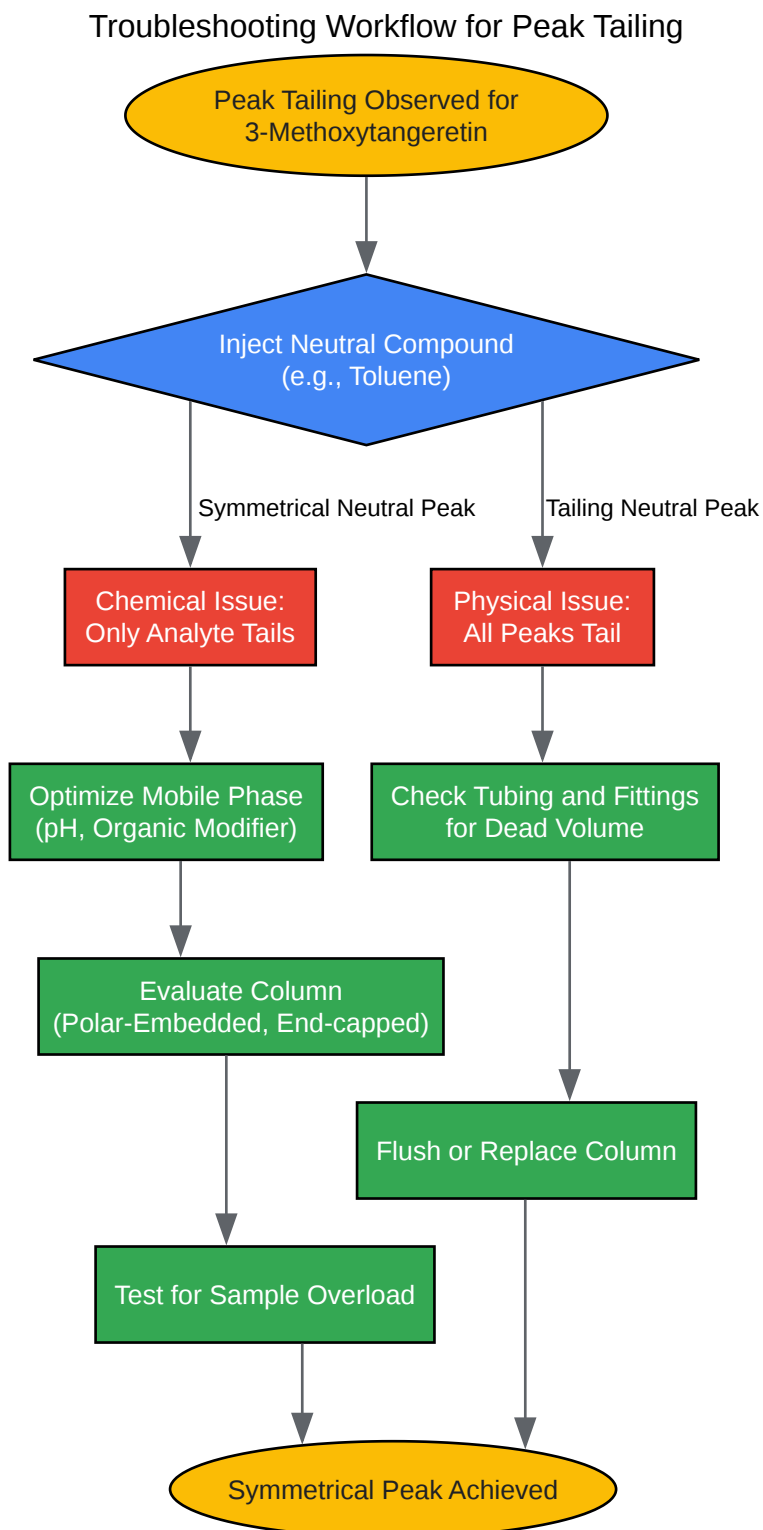 Troubleshooting Workflow for Peak Tailing
Peak Tailing Observed for
3-Methoxytangeretin
Inject Neutral Compound
(e.g., Toluene)
Symmetrical Neutral Peak
Tailing Neutral Peak
Chemical Issue:
Only Analyte Tails
Physical Issue:
All Peaks Tail
Optimize Mobile Phase
(pH, Organic Modifier)
Check Tubing and Fittings
for Dead Volume
Evaluate Column
(Polar-Embedded, End-capped)
Flush or Replace Column
Test for Sample Overload
Symmetrical Peak Achieved